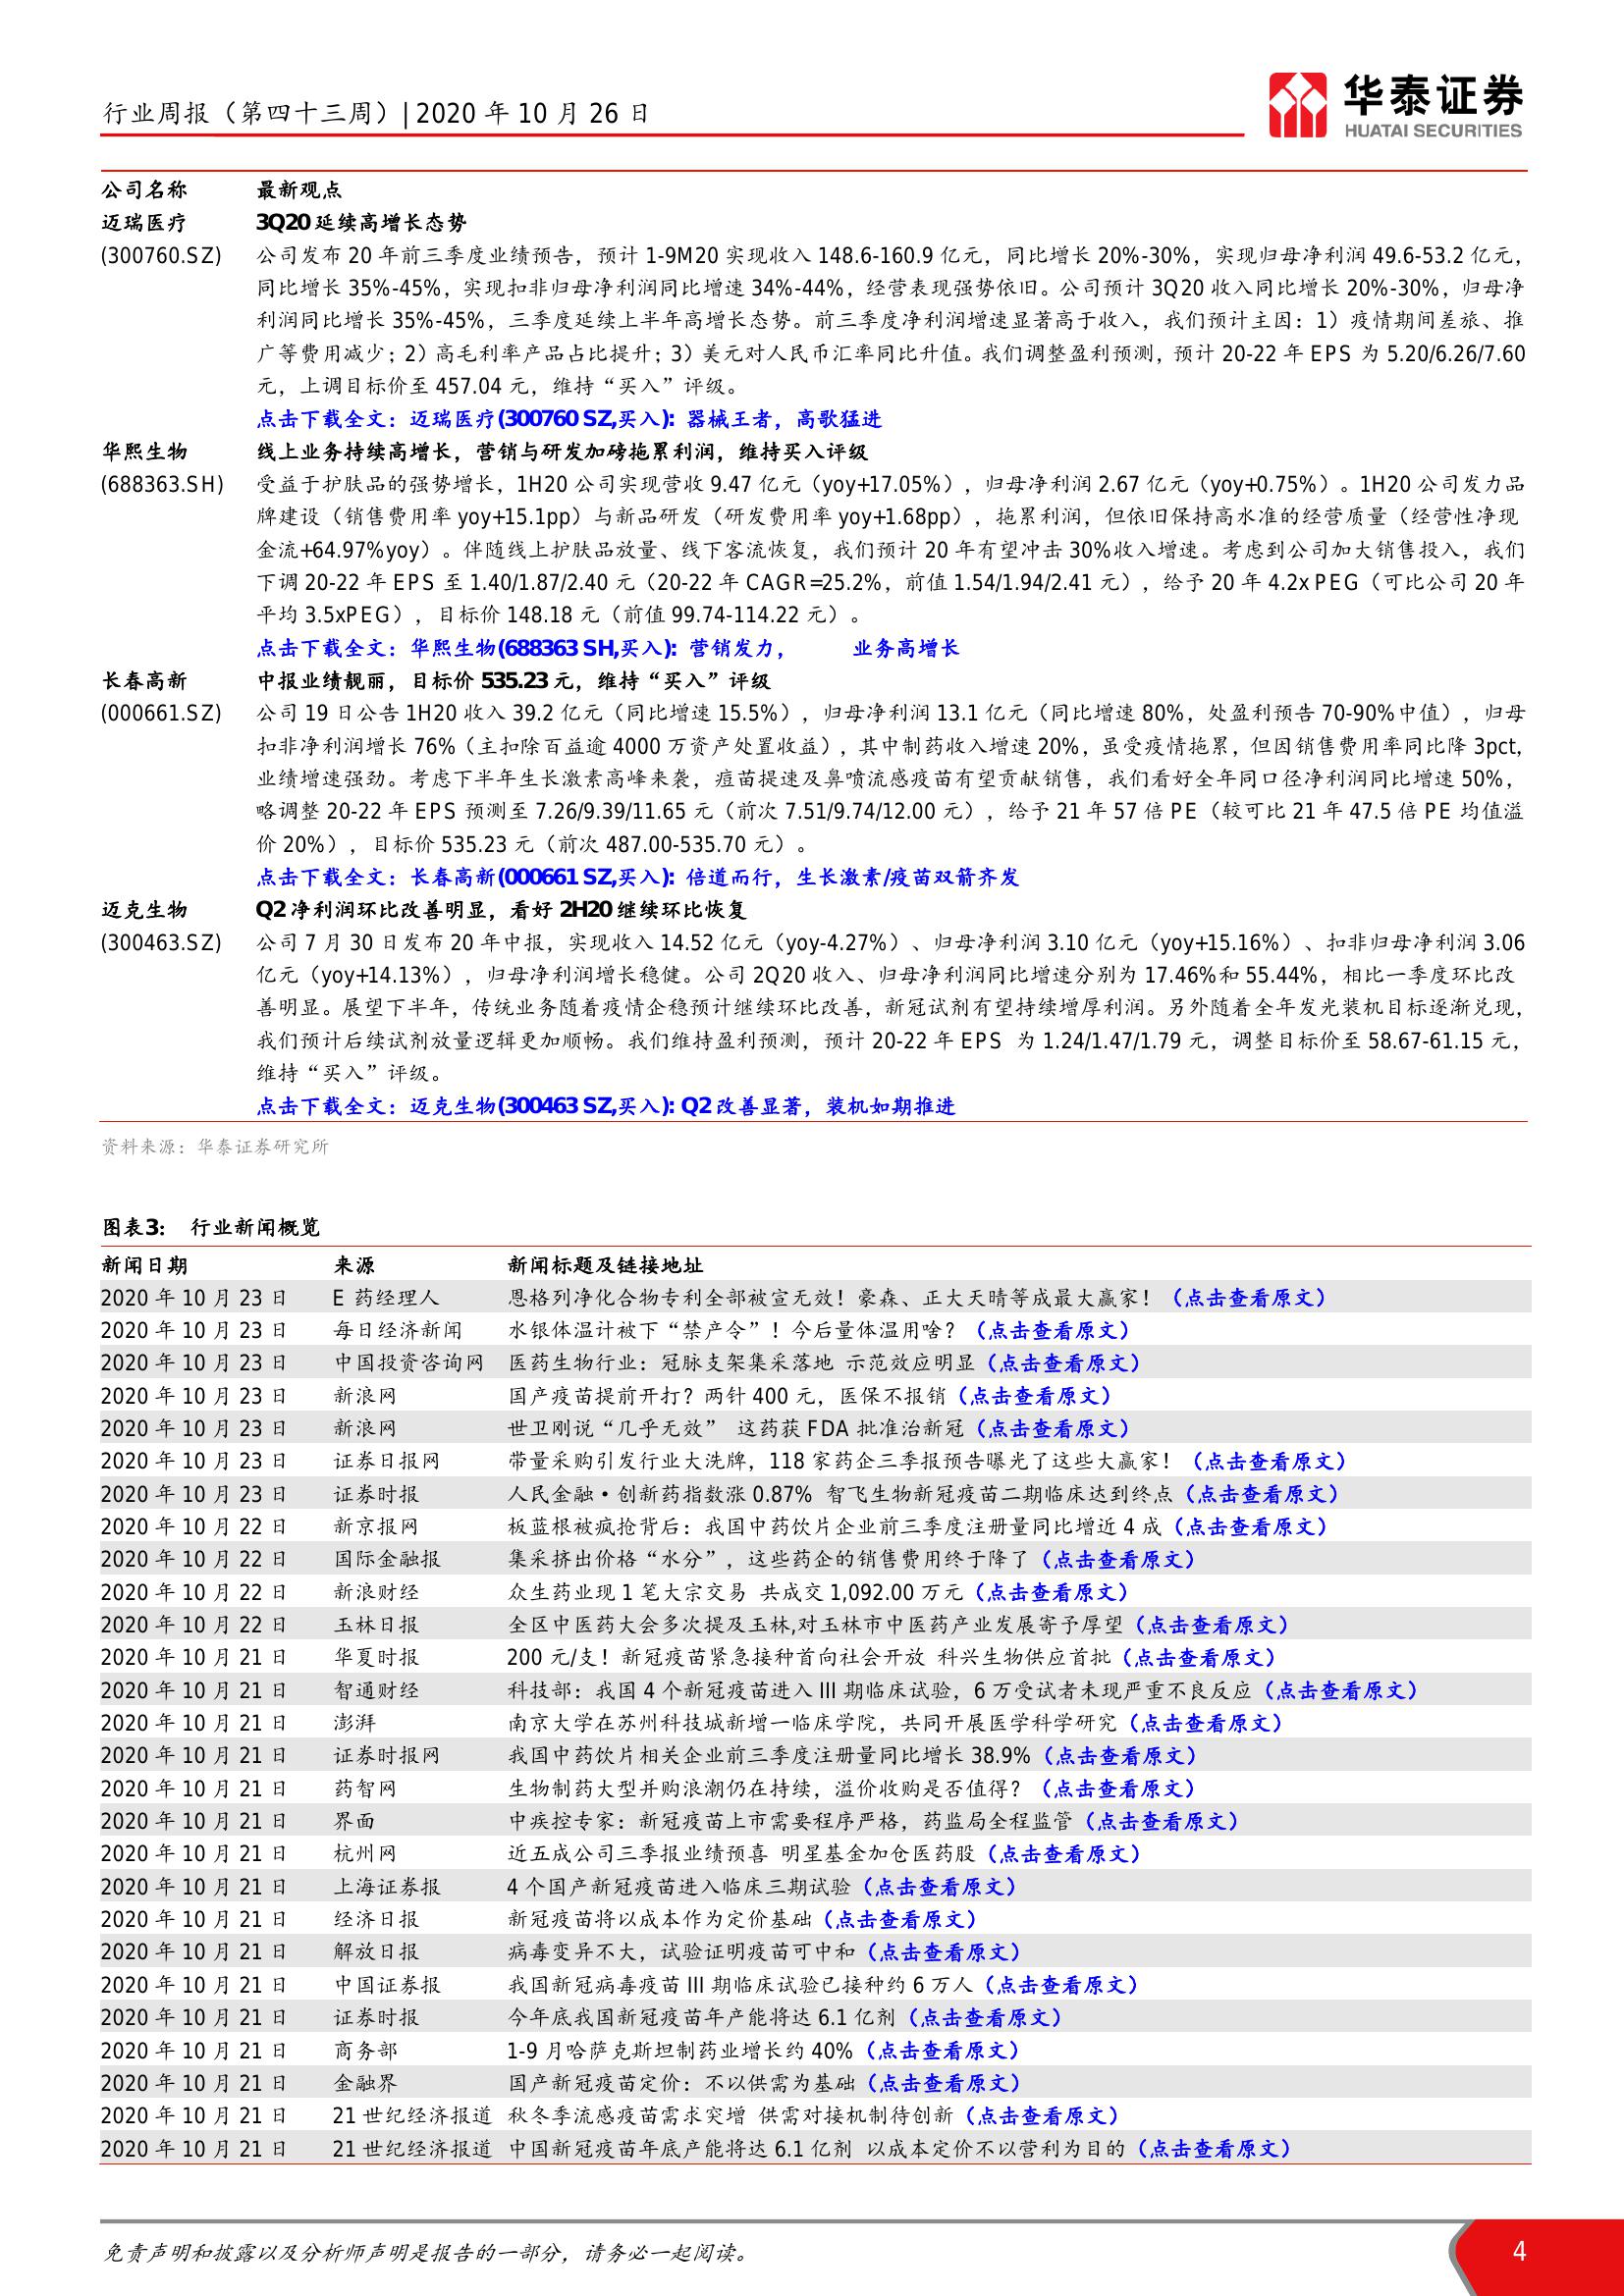 行业周报（第四十三周）| 2020 年 10 月 26 日
华泰证券
HUATAI SECURITIES
公司名称 最新观点
迈瑞医疗 3Q20 延续高增长态势
(300760.SZ) 公司发布 20 年前三季度业绩预告，预计 1-9M20 实现收入 148.6-160.9 亿元，同比增长 20%-30%，实现归母净利润 49.6-53.2 亿元，
同比增长 35%-45%，实现扣非归母净利润同比增速 34%-44%，经营表现强势依旧。公司预计 3Q20 收入同比增长 20%-30%，归母净
利润同比增长 35%-45%，三季度延续上半年高增长态势。前三季度净利润增速显著高于收入，我们预计主因：1）疫情期间差旅、推
广等费用减少；2）高毛利率产品占比提升；3）美元对人民币汇率同比升值。我们调整盈利预测，预计 20-22 年 EPS 为 5.20/6.26/7.60
元，上调目标价至 457.04 元，维持“买入”评级。
点击下载全文：迈瑞医疗(300760 SZ,买入): 器械王者，高歌猛进
华熙生物 线上业务持续高增长，营销与研发加磅拖累利润，维持买入评级
(688363.SH) 受益于护肤品的强势增长，1H20 公司实现营收 9.47 亿元（yoy+17.05%），归母净利润 2.67 亿元（yoy+0.75%）。1H20 公司发力品
牌建设（销售费用率 yoy+15.1pp）与新品研发（研发费用率 yoy+1.68pp），拖累利润，但依旧保持高水准的经营质量（经营性净现
金流+64.97%yoy）。伴随线上护肤品放量、线下客流恢复，我们预计 20 年有望冲击 30%收入增速。考虑到公司加大销售投入，我们
下调 20-22 年 EPS 至 1.40/1.87/2.40 元（20-22 年 CAGR=25.2%，前值 1.54/1.94/2.41 元），给予 20 年 4.2x PEG（可比公司 20 年
平均 3.5xPEG），目标价 148.18 元（前值 99.74-114.22 元）。
点击下载全文：华熙生物(688363 SH,买入): 营销发力， 业务高增长
长春高新 中报业绩靓丽，目标价 535.23 元，维持“买入”评级
(000661.SZ) 公司 19 日公告 1H20 收入 39.2 亿元（同比增速 15.5%），归母净利润 13.1 亿元（同比增速 80%，处盈利预告 70-90%中值），归母
扣非净利润增长 76%（主扣除百益逾 4000 万资产处置收益），其中制药收入增速 20%，虽受疫情拖累，但因销售费用率同比降 3pct，
业绩增速强劲。考虑下半年生长激素高峰来袭，痘苗提速及鼻喷流感疫苗有望贡献销售，我们看好全年同口径净利润同比增速 50%，
略调整 20-22 年 EPS 预测至 7.26/9.39/11.65 元（前次 7.51/9.74/12.00 元），给予 21 年 57 倍 PE（较可比 21 年 47.5 倍 PE 均值溢
价 20%），目标价 535.23 元（前次 487.00-535.70 元）。
点击下载全文：长春高新(000661 SZ,买入): 倍道而行，生长激素/疫苗双箭齐发
迈克生物 Q2 净利润环比改善明显，看好 2H20 继续环比恢复
(300463.SZ) 公司 7 月 30 日发布 20 年中报，实现收入 14.52 亿元（yoy-4.27%）、归母净利润 3.10 亿元（yoy+15.16%）、扣非归母净利润 3.06
亿元（yoy+14.13%），归母净利润增长稳健。公司 2Q20 收入、归母净利润同比增速分别为 17.46%和 55.44%，相比一季度环比改
善明显。展望下半年，传统业务随着疫情企稳预计继续环比改善，新冠试剂有望持续增厚利润。另外随着全年发光装机目标逐渐兑现，
我们预计后续试剂放量逻辑更加顺畅。我们维持盈利预测，预计 20-22 年 EPS 为 1.24/1.47/1.79 元，调整目标价至 58.67-61.15 元，
维持“买入”评级。
点击下载全文：迈克生物(300463 SZ,买入): Q2 改善显著，装机如期推进
资料来源：华泰证券研究所
图表3： 行业新闻概览
新闻日期 来源 新闻标题及链接地址
2020 年 10 月 23 日 E 药经理人 恩格列净化合物专利全部被宣无效！豪森、正大天晴等成最大赢家！（点击查看原文）
2020 年 10 月 23 日 每日经济新闻 水银体温计被下“禁产令”！今后量体温用啥？（点击查看原文）
2020 年 10 月 23 日 中国投资咨询网 医药生物行业：冠脉支架集采落地 示范效应明显（点击查看原文）
2020 年 10 月 23 日 新浪网 国产疫苗提前开打？两针 400 元，医保不报销（点击查看原文）
2020 年 10 月 23 日 新浪网 世卫刚说“几乎无效” 这药获 FDA 批准治新冠（点击查看原文）
2020 年 10 月 23 日 证券日报网 带量采购引发行业大洗牌，118 家药企三季报预告曝光了这些大赢家！（点击查看原文）
2020 年 10 月 23 日 证券时报 人民金融•创新药指数涨 0.87% 智飞生物新冠疫苗二期临床达到终点（点击查看原文）
2020 年 10 月 22 日 新京报网 板蓝根被疯抢背后：我国中药饮片企业前三季度注册量同比增近 4 成（点击查看原文）
2020 年 10 月 22 日 国际金融报 集采挤出价格“水分”，这些药企的销售费用终于降了（点击查看原文）
2020 年 10 月 22 日 新浪财经 众生药业现 1 笔大宗交易 共成交 1,092.00 万元（点击查看原文）
2020 年 10 月 22 日 玉林日报 全区中医药大会多次提及玉林,对玉林市中医药产业发展寄予厚望（点击查看原文）
2020 年 10 月 21 日 华夏时报 200 元/支！新冠疫苗紧急接种首向社会开放 科兴生物供应首批（点击查看原文）
2020 年 10 月 21 日 智通财经 科技部：我国 4 个新冠疫苗进入 III 期临床试验，6 万受试者未现严重不良反应（点击查看原文）
2020 年 10 月 21 日 澎湃 南京大学在苏州科技城新增一临床学院，共同开展医学科学研究（点击查看原文）
2020 年 10 月 21 日 证券时报网 我国中药饮片相关企业前三季度注册量同比增长 38.9%（点击查看原文）
2020 年 10 月 21 日 药智网 生物制药大型并购浪潮仍在持续，溢价收购是否值得？（点击查看原文）
2020 年 10 月 21 日 界面 中疾控专家：新冠疫苗上市需要程序严格，药监局全程监管（点击查看原文）
2020 年 10 月 21 日 杭州网 近五成公司三季报业绩预喜 明星基金加仓医药股（点击查看原文）
2020 年 10 月 21 日 上海证券报 4 个国产新冠疫苗进入临床三期试验（点击查看原文）
2020 年 10 月 21 日 经济日报 新冠疫苗将以成本作为定价基础（点击查看原文）
2020 年 10 月 21 日 解放日报 病毒变异不大，试验证明疫苗可中和（点击查看原文）
2020 年 10 月 21 日 中国证券报 我国新冠病毒疫苗 III 期临床试验已接种约 6 万人（点击查看原文）
2020 年 10 月 21 日 证券时报 今年底我国新冠疫苗年产能将达 6.1 亿剂（点击查看原文）
2020 年 10 月 21 日 商务部 1-9 月哈萨克斯坦制药业增长约 40%（点击查看原文）
2020 年 10 月 21 日 金融界 国产新冠疫苗定价：不以供需为基础（点击查看原文）
2020 年 10 月 21 日 21 世纪经济报道 秋冬季流感疫苗需求突增 供需对接机制待创新（点击查看原文）
2020 年 10 月 21 日 21 世纪经济报道 中国新冠疫苗年底产能将达 6.1 亿剂 以成本定价不以营利为目的（点击查看原文）
免责声明和披露以及分析师声明是报告的一部分，请务必一起阅读。
4